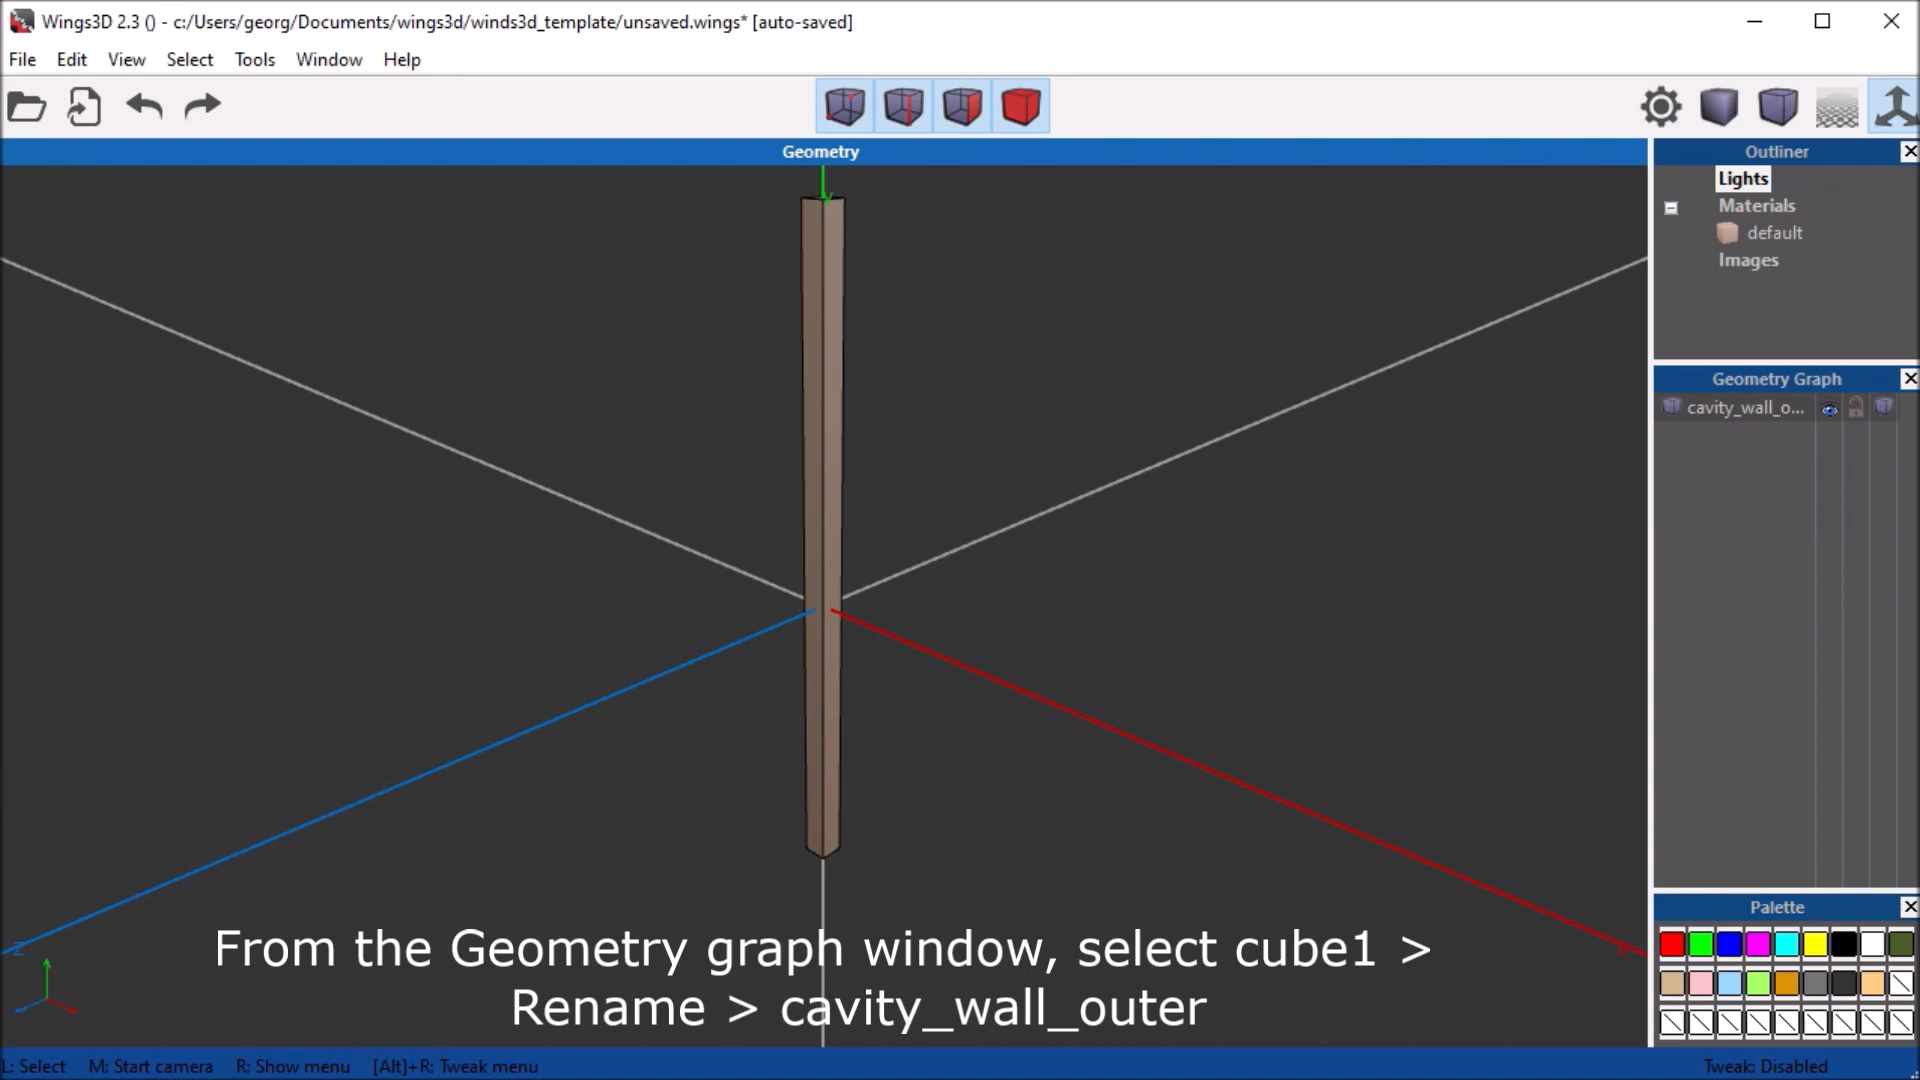 Wings3D 2.3 () - c:/Users/georg/Documents/wings3d/winds3d_template/unsaved.wings* [auto-saved]
File Edit View Select Tools Window Help
Geometry
Outliner
Lights
Materials
default
Images
Geometry Graph
cavity_wall_o...
Y
Z
X
Palette
From the Geometry graph window, select cube1 >
Rename > cavity_wall_outer
L: Select M: Start camera R: Show menu [Alt]+R: Tweak menu
Tweak: Disabled